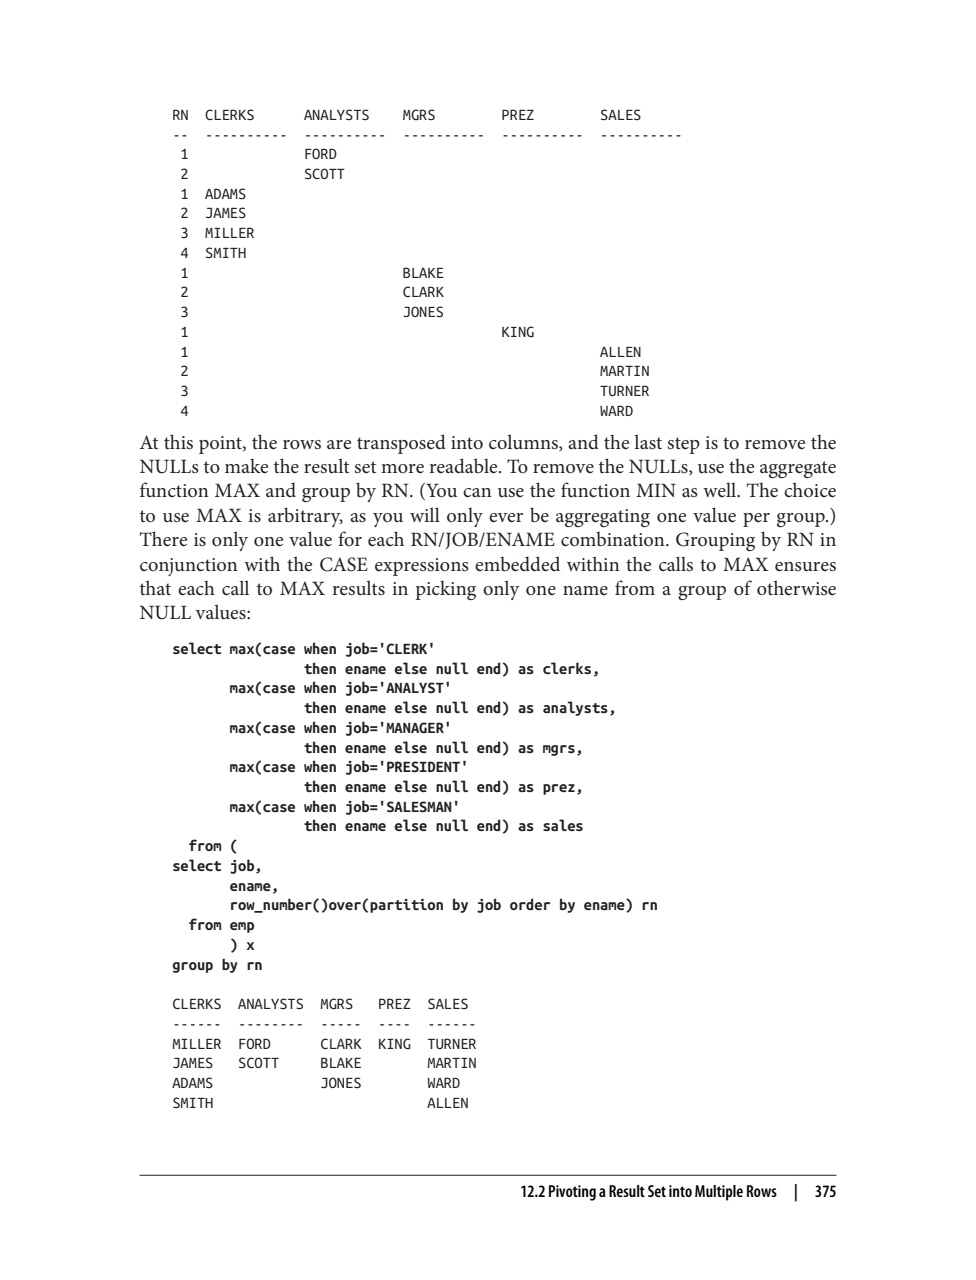 RN  CLERKS      ANALYSTS    MGRS        PREZ        SALES
--  ----------  ----------  ----------  ----------  ----------
 1              FORD
 2              SCOTT
 1  ADAMS
 2  JAMES
 3  MILLER
 4  SMITH
 1                          BLAKE
 2                          CLARK
 3                          JONES
 1                                      KING
 1                                                  ALLEN
 2                                                  MARTIN
 3                                                  TURNER
 4                                                  WARD
At this point, the rows are transposed into columns, and the last step is to remove the
NULLs to make the result set more readable. To remove the NULLs, use the aggregate
function MAX and group by RN. (You can use the function MIN as well. The choice
to use MAX is arbitrary, as you will only ever be aggregating one value per group.)
There is only one value for each RN/JOB/ENAME combination. Grouping by RN in
conjunction with the CASE expressions embedded within the calls to MAX ensures
that each call to MAX results in picking only one name from a group of otherwise
NULL values:
select max(case when job='CLERK'
                then ename else null end) as clerks,
       max(case when job='ANALYST'
                then ename else null end) as analysts,
       max(case when job='MANAGER'
                then ename else null end) as mgrs,
       max(case when job='PRESIDENT'
                then ename else null end) as prez,
       max(case when job='SALESMAN'
                then ename else null end) as sales
  from (
select job,
       ename,
       row_number()over(partition by job order by ename) rn
  from emp
       ) x
group by rn
CLERKS  ANALYSTS  MGRS   PREZ  SALES
------  --------  -----  ----  ------
MILLER  FORD      CLARK  KING  TURNER
JAMES   SCOTT     BLAKE        MARTIN
ADAMS             JONES        WARD
SMITH                          ALLEN
12.2 Pivoting a Result Set into Multiple Rows | 375